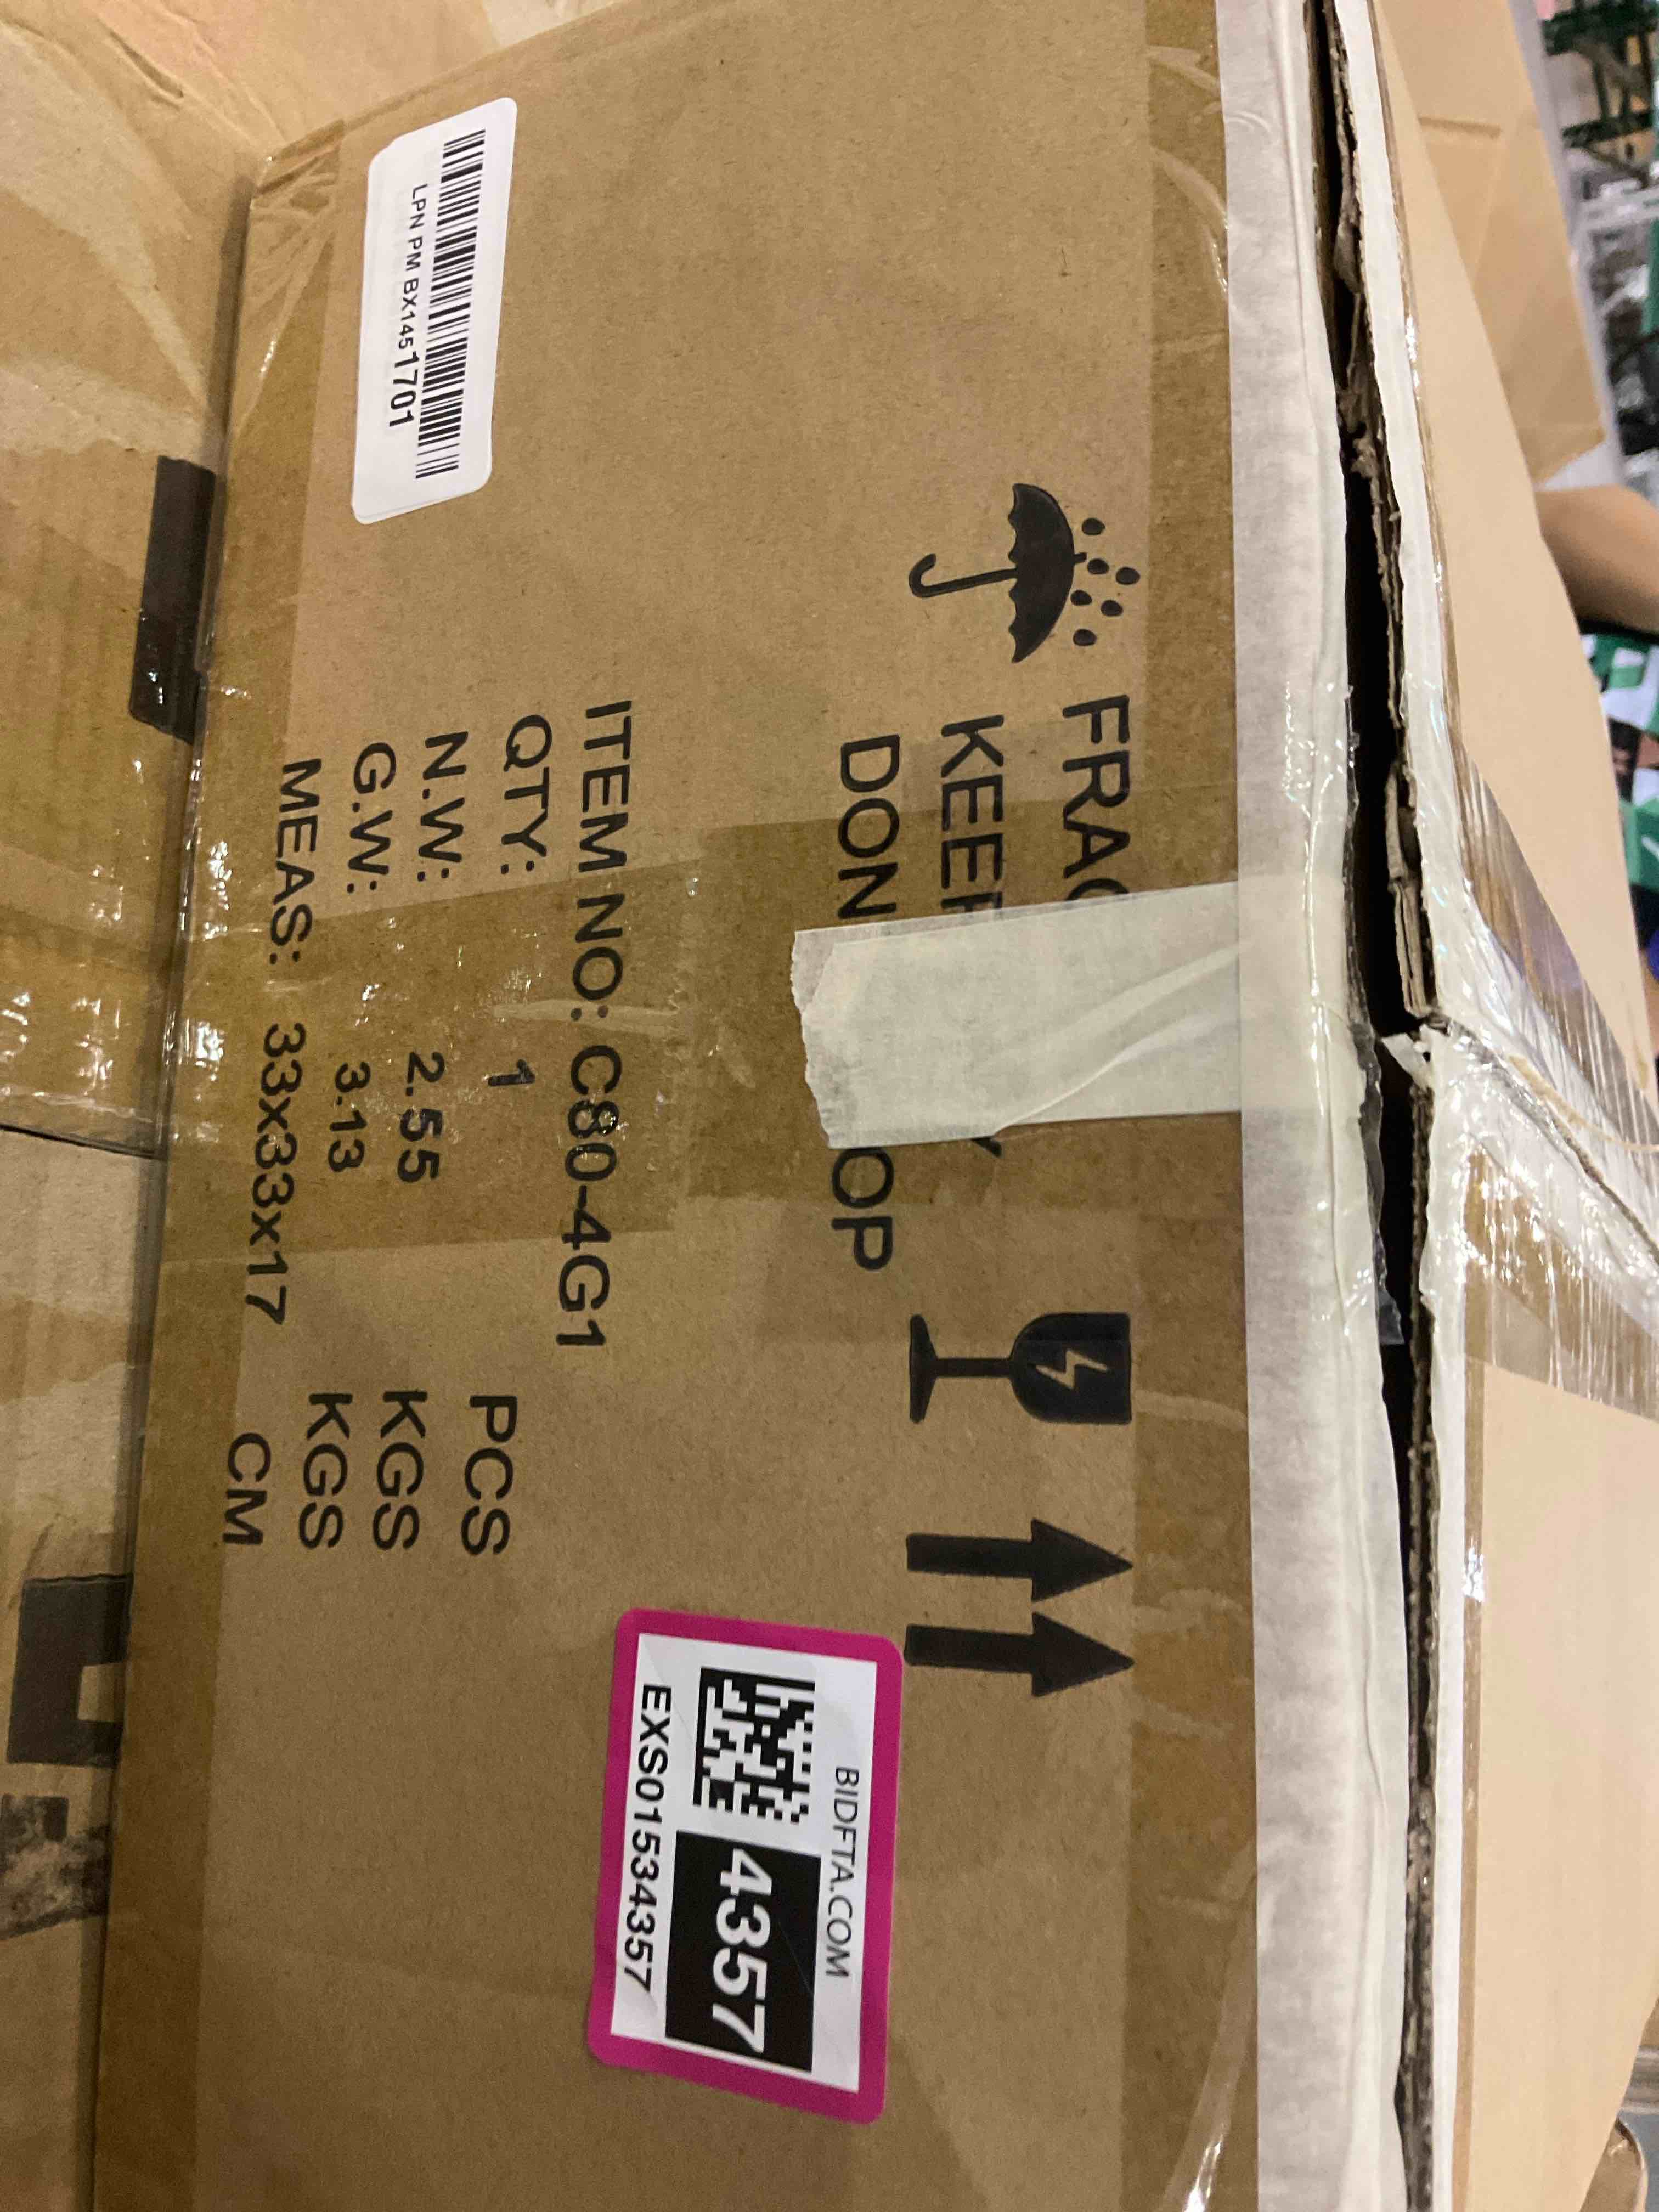 FRAG
KEEP Y
DON OP
ITEM NO: C80-4G1
QTY: 1 PCS
N.W: 2.55 KGS
G.W: 3.13 KGS
MEAS: 33x33x17 CM
LPN PM BX1451701
BIDFTA.COM
4357
EXS01534357